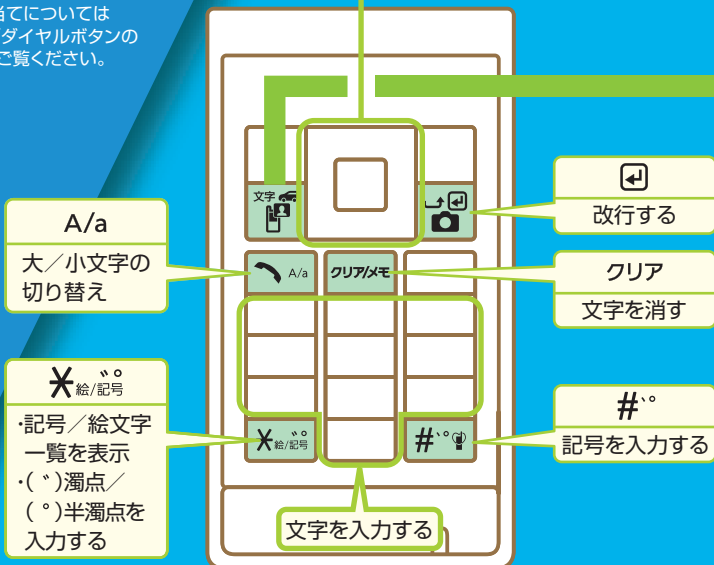 当てについては
ダイヤルボタンの
ご覧ください。
文字
A/a
クリア/メモ
絵/記号゛゜
#゛゜
A/a
大／小文字の
切り替え
絵/記号゛゜
・記号／絵文字
一覧を表示
・(゛)濁点／
(゜)半濁点を
入力する
改行する
クリア
文字を消す
#、゜
記号を入力する
文字を入力する